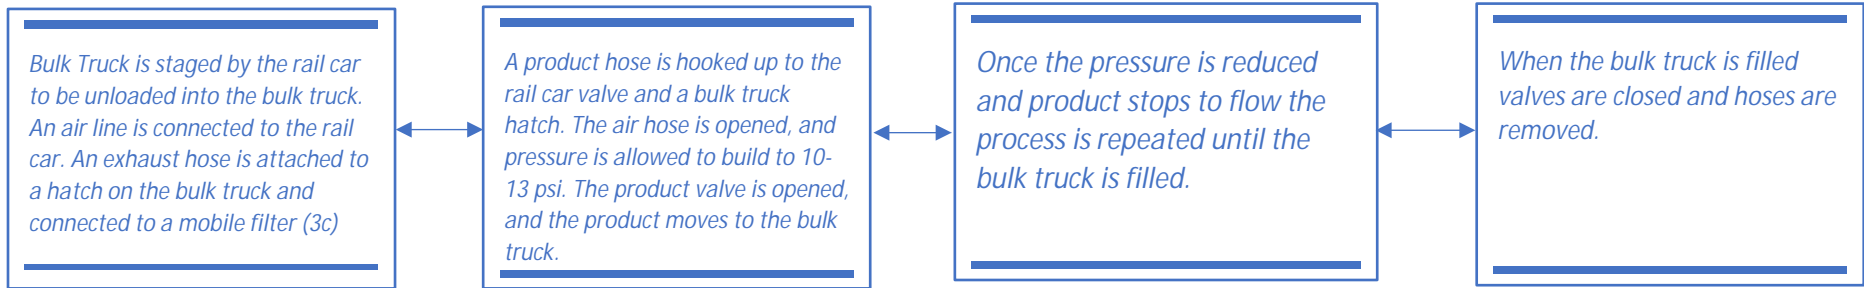 Bulk Truck is staged by the rail car
to be unloaded into the bulk truck.
An air line is connected to the rail
car. An exhaust hose is attached to
a hatch on the bulk truck and
connected to a mobile filter (3c)
A product hose is hooked up to the
rail car valve and a bulk truck
hatch. The air hose is opened, and
pressure is allowed to build to 10-
13 psi. The product valve is opened,
and the product moves to the bulk
truck.
Once the pressure is reduced
and product stops to flow the
process is repeated until the
bulk truck is filled.
When the bulk truck is filled
valves are closed and hoses are
removed.